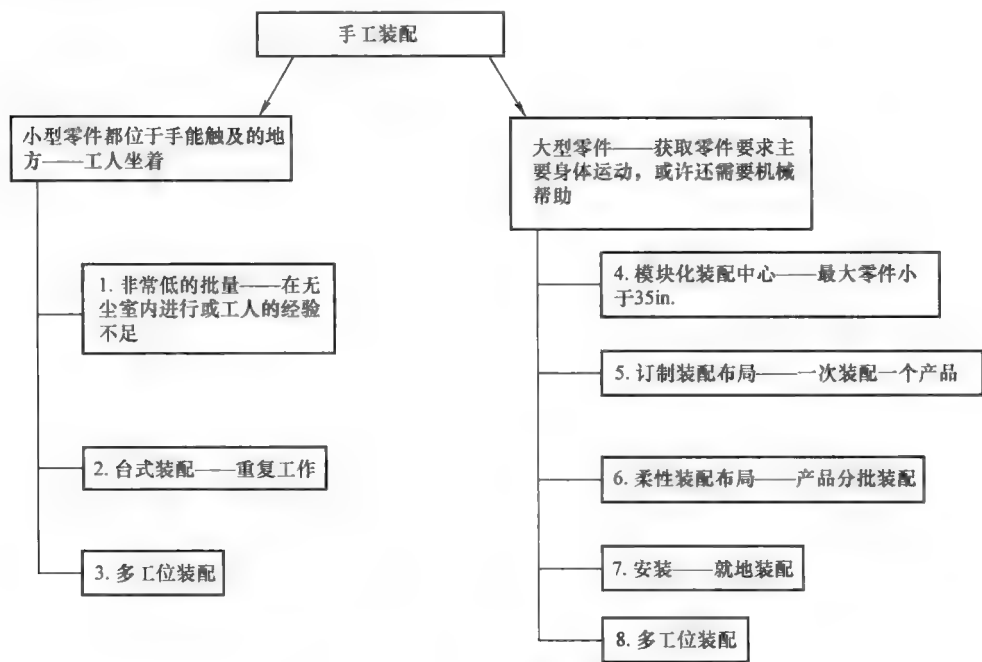 手工装配
小型零件都位于手能触及的地
方——工人坐着
1. 非常低的批量——在无
尘室内进行或工人的经验
不足
2. 台式装配——重复工作
3. 多工位装配
大型零件——获取零件要求主
要身体运动，或许还需要机械
帮助
4. 模块化装配中心——最大零件小
于35in.
5. 订制装配布局——一次装配一个产品
6. 柔性装配布局——产品分批装配
7. 安装——就地装配
8. 多工位装配